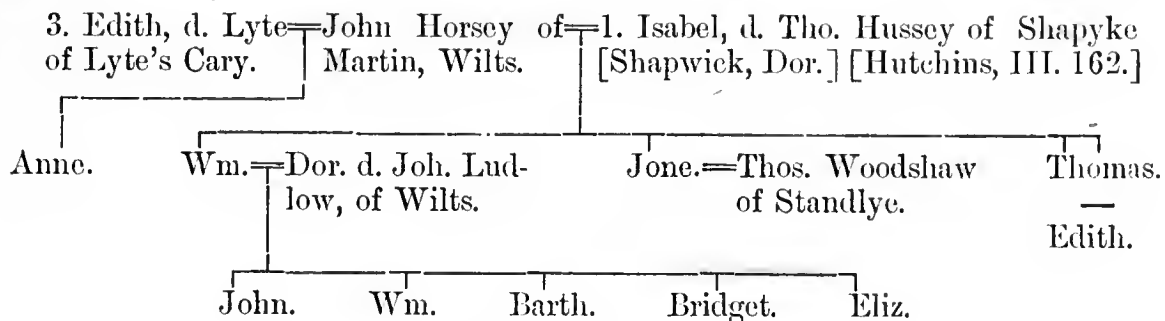 3. Edith, d. Lyte=John Horsey of=1. Isabel, d. Tho. Hussey of Shapyke
of Lyte's Cary. Martin, Wilts. [Shapwick, Dor.] [Hutchins, III. 162.]
Anne. Wm.=Dor. d. Joh. Lud- Jone.=Thos. Woodshaw Thomas.
low, of Wilts. of Standlye. —
Edith.
John. Wm. Barth. Bridget. Eliz.